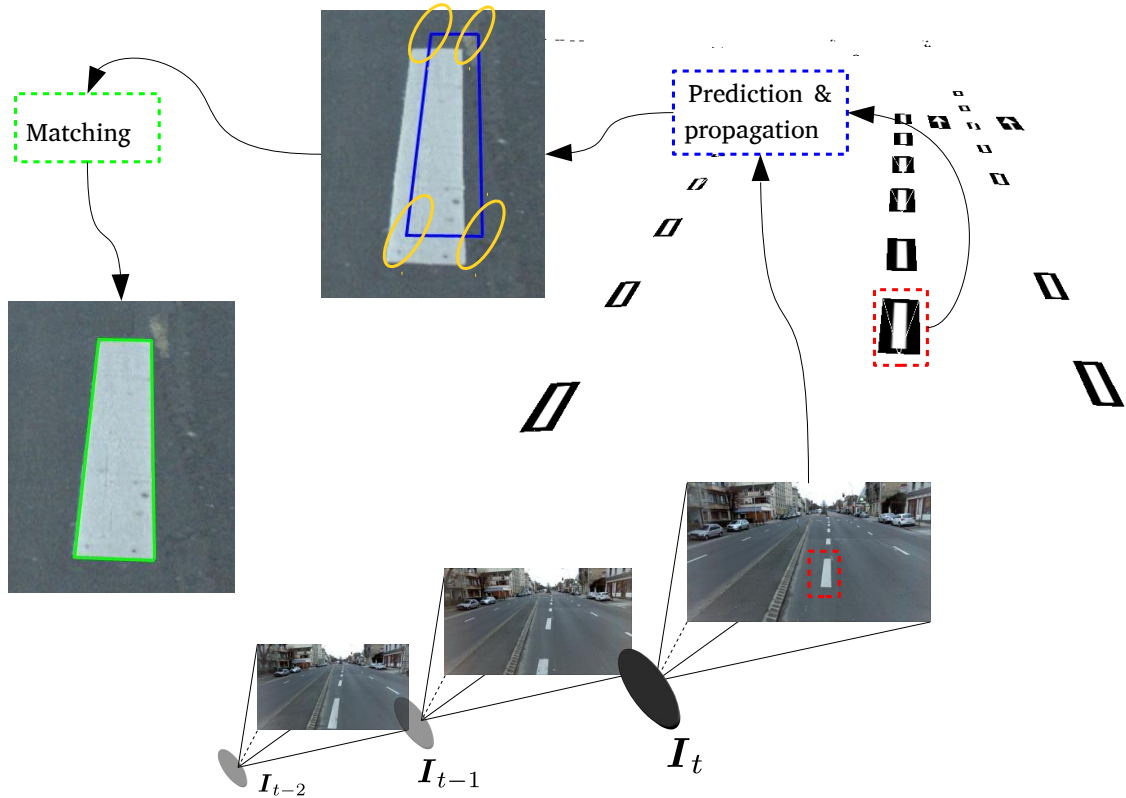 Prediction &
propagation
Matching
I_t
I_{t-1}
I_{t-2}